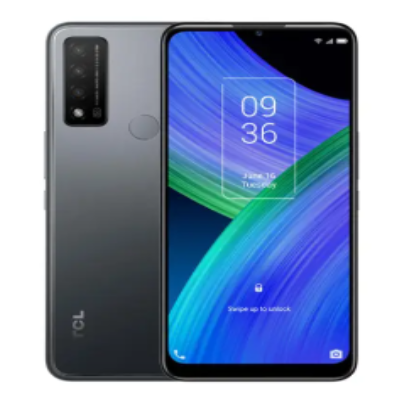 TCL
09
36
June 16
Tuesday
Swipe up to unlock